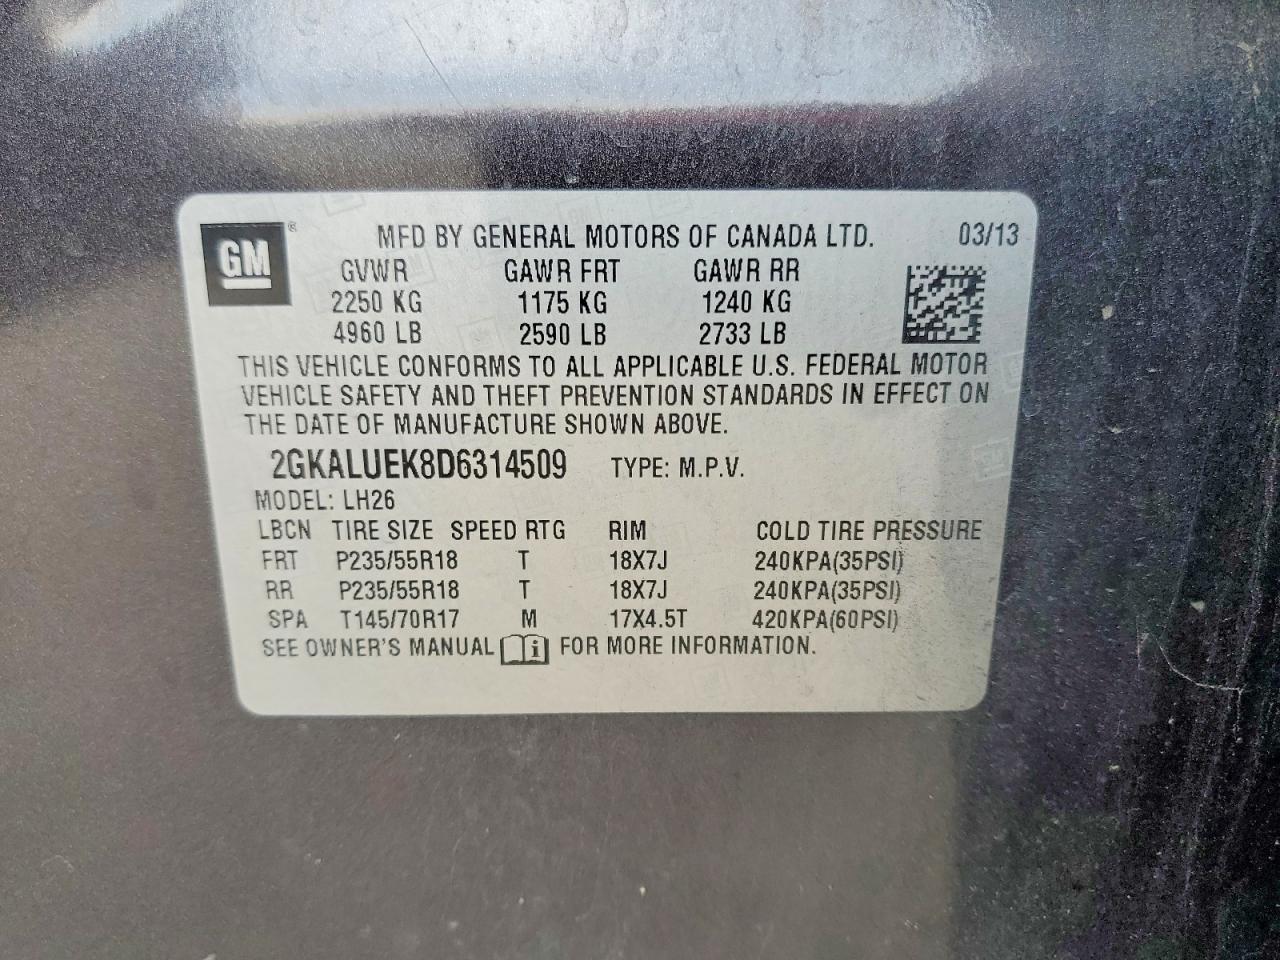 GM ® MFD BY GENERAL MOTORS OF CANADA LTD. 03/13
GVWR GAWR FRT GAWR RR
2250 KG 1175 KG 1240 KG
4960 LB 2590 LB 2733 LB
THIS VEHICLE CONFORMS TO ALL APPLICABLE U.S. FEDERAL MOTOR
VEHICLE SAFETY AND THEFT PREVENTION STANDARDS IN EFFECT ON
THE DATE OF MANUFACTURE SHOWN ABOVE.
2GKALUEK8D6314509 TYPE: M.P.V.
MODEL: LH26
LBCN TIRE SIZE SPEED RTG RIM COLD TIRE PRESSURE
FRT P235/55R18 T 18X7J 240KPA(35PSI)
RR P235/55R18 T 18X7J 240KPA(35PSI)
SPA T145/70R17 M 17X4.5T 420KPA(60PSI)
SEE OWNER'S MANUAL i FOR MORE INFORMATION.